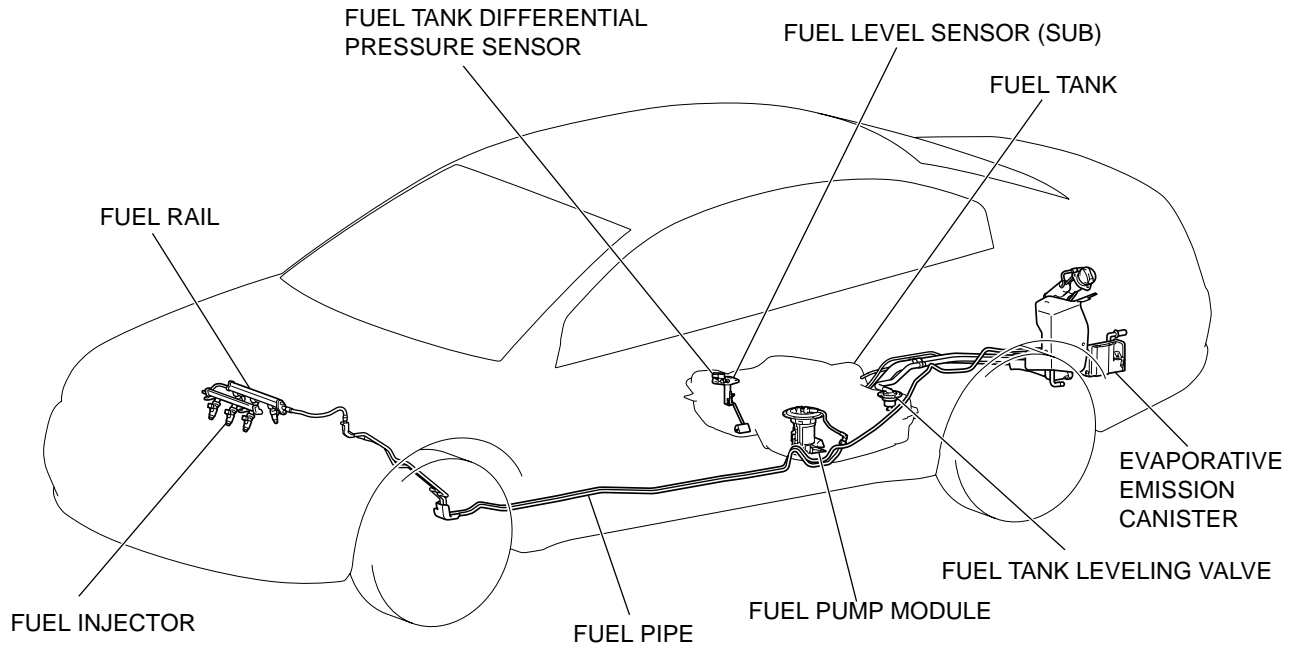 FUEL TANK DIFFERENTIAL
PRESSURE SENSOR
FUEL LEVEL SENSOR (SUB)
FUEL TANK
FUEL RAIL
EVAPORATIVE
EMISSION
CANISTER
FUEL TANK LEVELING VALVE
FUEL PUMP MODULE
FUEL INJECTOR
FUEL PIPE